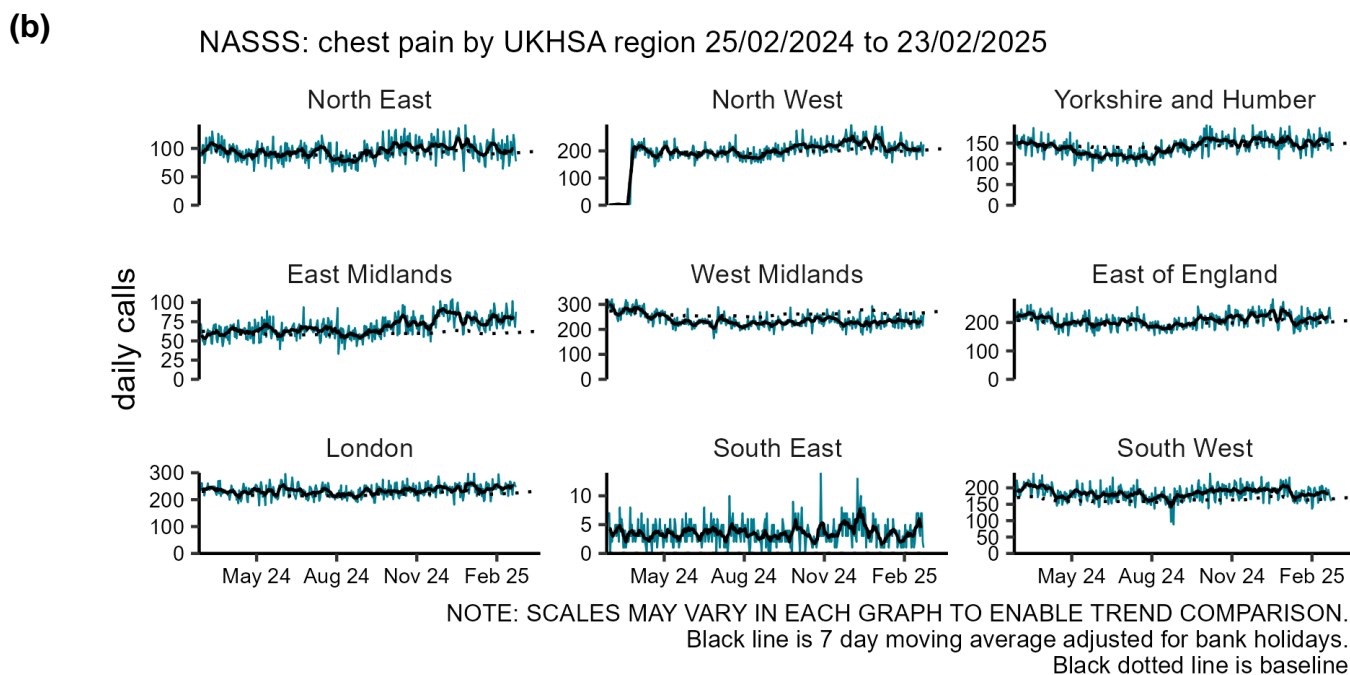 (b)
NASSS: chest pain by UKHSA region 25/02/2024 to 23/02/2025
North East
100
50
0
North West
200
100
0
Yorkshire and Humber
150
100
50
0
daily calls
East Midlands
100
75
50
25
0
West Midlands
300
200
100
0
East of England
200
100
0
London
300
200
100
0
South East
10
5
0
South West
200
150
100
50
0
May 24 Aug 24 Nov 24 Feb 25
May 24 Aug 24 Nov 24 Feb 25
May 24 Aug 24 Nov 24 Feb 25
NOTE: SCALES MAY VARY IN EACH GRAPH TO ENABLE TREND COMPARISON.
Black line is 7 day moving average adjusted for bank holidays.
Black dotted line is baseline